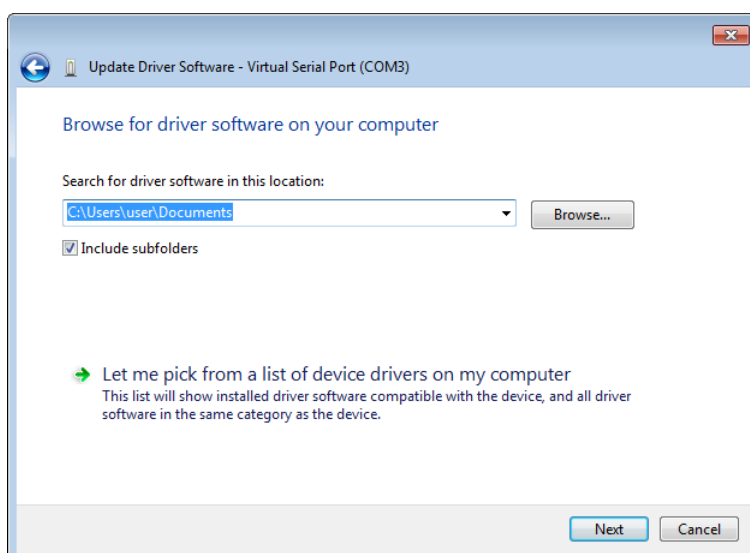 Update Driver Software - Virtual Serial Port (COM3)
Browse for driver software on your computer
Search for driver software in this location:
C:\Users\user\Documents
Browse...
Include subfolders
Let me pick from a list of device drivers on my computer
This list will show installed driver software compatible with the device, and all driver
software in the same category as the device.
Next
Cancel